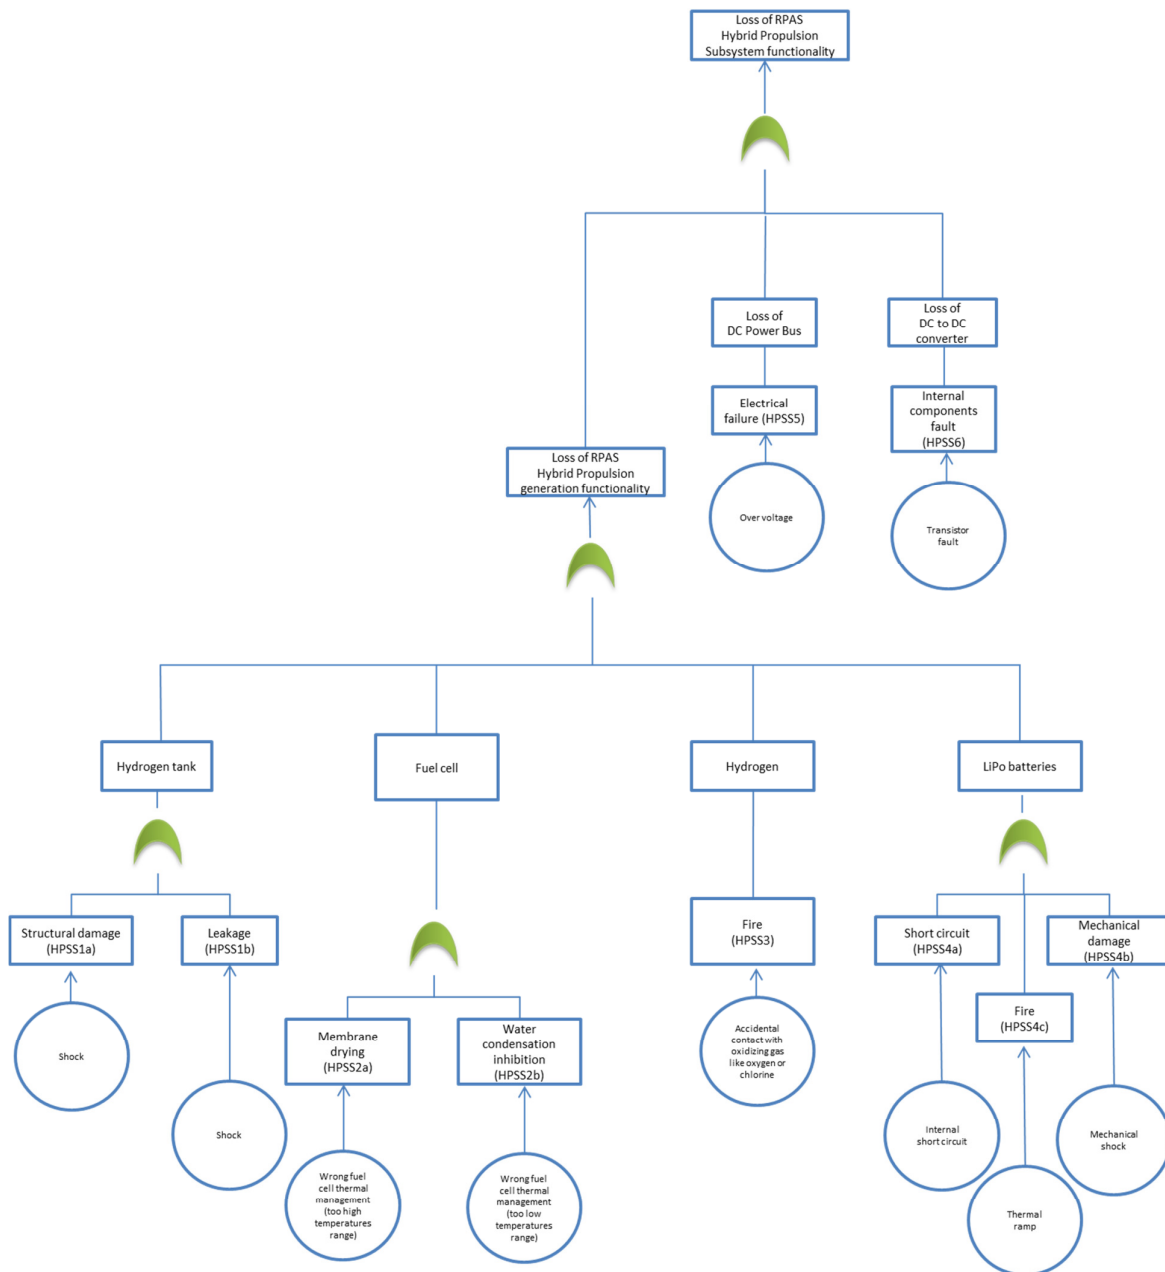 Loss of RPAS
Hybrid Propulsion
Subsystem functionality
Loss of
DC Power Bus
Loss of
DC to DC
converter
Electrical
failure (HPSS5)
Internal
components
fault
(HPSS6)
Loss of RPAS
Hybrid Propulsion
generation functionality
Over voltage
Transistor
fault
Hydrogen tank
Fuel cell
Hydrogen
LiPo batteries
Structural damage
(HPSS1a)
Leakage
(HPSS1b)
Fire
(HPSS3)
Short circuit
(HPSS4a)
Mechanical
damage
(HPSS4b)
Fire
(HPSS4c)
Membrane
drying
(HPSS2a)
Water
condensation
inhibition
(HPSS2b)
Shock
Accidental
contact with
oxidizing gas
like oxygen or
chlorine
Shock
Internal
short circuit
Mechanical
shock
Wrong fuel
cell thermal
management
(too high
temperatures
range)
Wrong fuel
cell thermal
management
(too low
temperatures
range)
Thermal
ramp